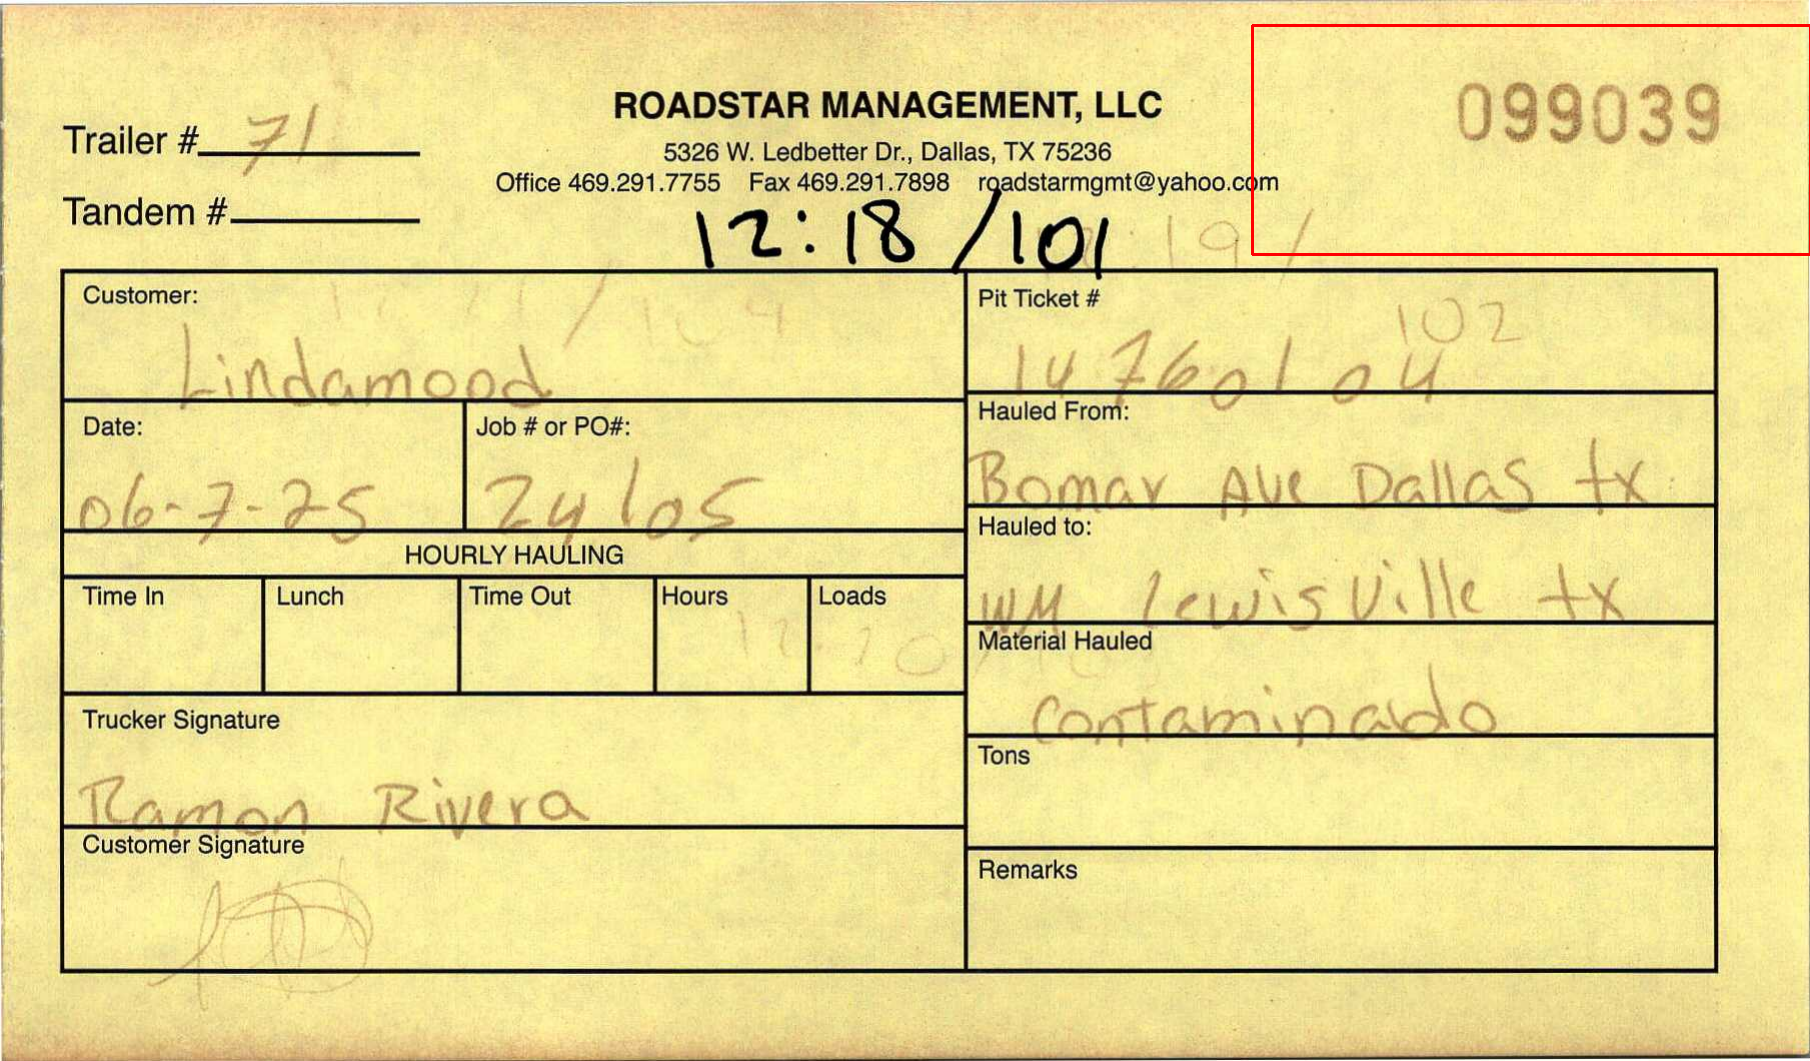 099039
ROADSTAR MANAGEMENT, LLC
Trailer # 71
5326 W. Ledbetter Dr., Dallas, TX 75236
Office 469.291.7755 Fax 469.291.7898 roadstarmgmt@yahoo.com
Tandem #
12:18/101
Customer:
Lindamood
Pit Ticket #
102
14760104
Date:
06-7-25
Job # or PO#:
24105
Hauled From:
Bomar Ave Dallas tx
Hauled to:
WM Lewisville tx
HOURLY HAULING
Time In
Lunch
Time Out
Hours
Loads
Material Hauled
Contaminado
Trucker Signature
Ramon Rivera
Tons
Customer Signature
Remarks